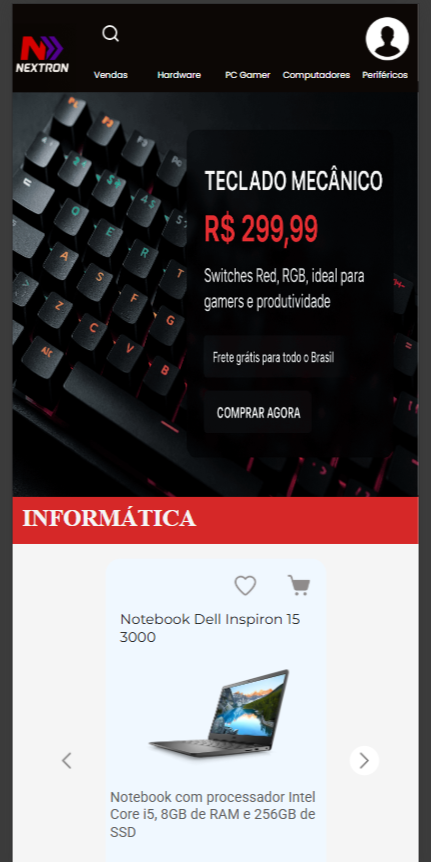 NEXTRON
Vendas
Hardware
PC Gamer
Computadores
Periféricos
TECLADO MECÂNICO
R$ 299,99
Switches Red, RGB, ideal para
gamers e produtividade
Frete grátis para todo o Brasil
COMPRAR AGORA
INFORMÁTICA
Notebook Dell Inspiron 15
3000
Notebook com processador Intel
Core i5, 8GB de RAM e 256GB de
SSD